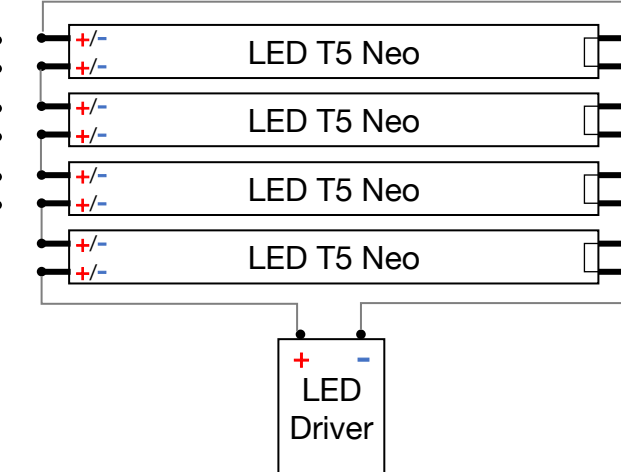 +/-
+/-
LED T5 Neo
+/-
+/-
LED T5 Neo
+/-
+/-
LED T5 Neo
+/-
+/-
LED T5 Neo
+ -
LED
Driver